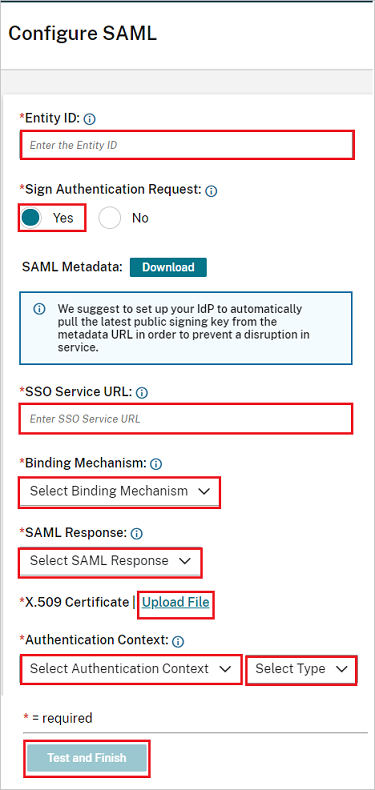 Configure SAML
*Entity ID:
Enter the Entity ID
*Sign Authentication Request:
Yes No
SAML Metadata: Download
We suggest to set up your IdP to automatically
pull the latest public signing key from the
metadata URL in order to prevent a disruption in
service.
*SSO Service URL:
Enter SSO Service URL
*Binding Mechanism:
Select Binding Mechanism
*SAML Response:
Select SAML Response
*X.509 Certificate | Upload File
*Authentication Context:
Select Authentication Context Select Type
* = required
Test and Finish